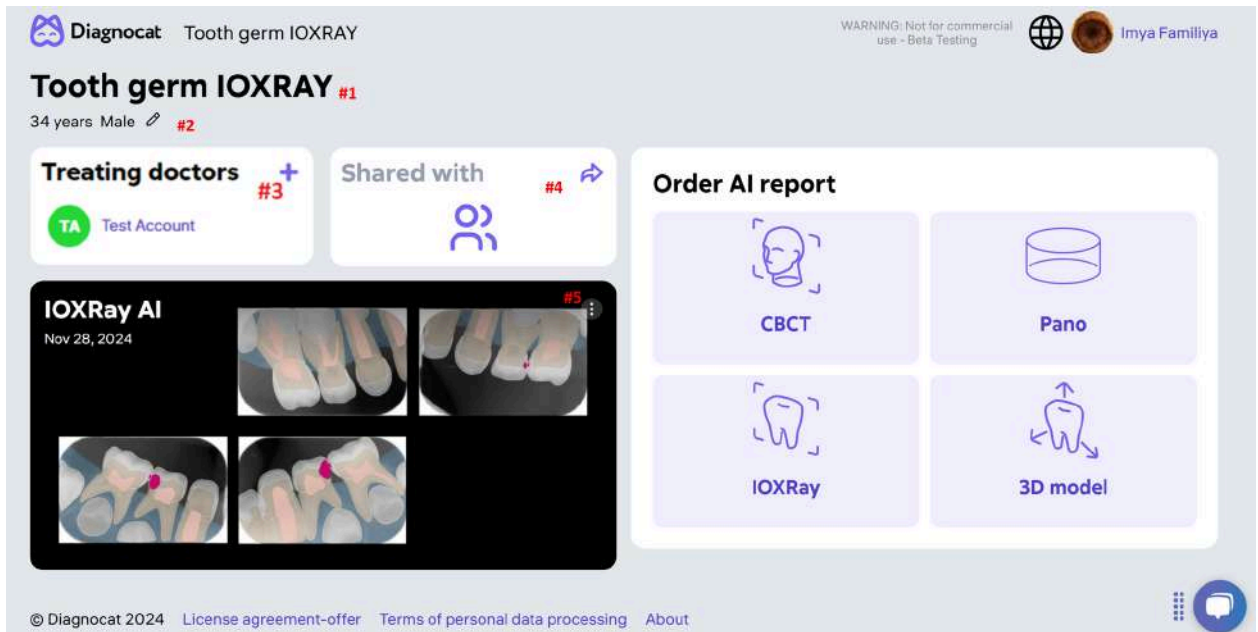 Diagnocat Tooth germ IOXRAY
WARNING: Not for commercial
use - Beta Testing
Imya Familiya
Tooth germ IOXRAY #1
34 years Male #2
Treating doctors #3
TA Test Account
Shared with #4
IOXRay AI #5
Nov 28, 2024
Order AI report
CBCT
Pano
IOXRay
3D model
© Diagnocat 2024 License agreement-offer Terms of personal data processing About